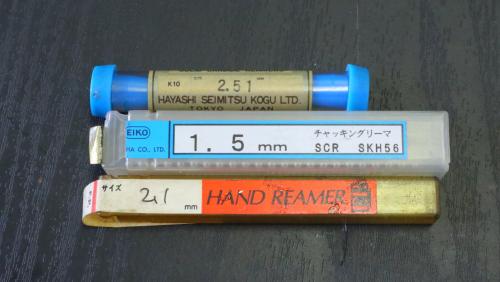 K10 2.51
HAYASHI SEIMITSU KOGU LTD.
TOKYO JAPAN
EIKO
HA CO., LTD.
1.5 mm
チャッキングリーマ
SCR SKH56
サイズ
2.1 mm
HAND REAMER